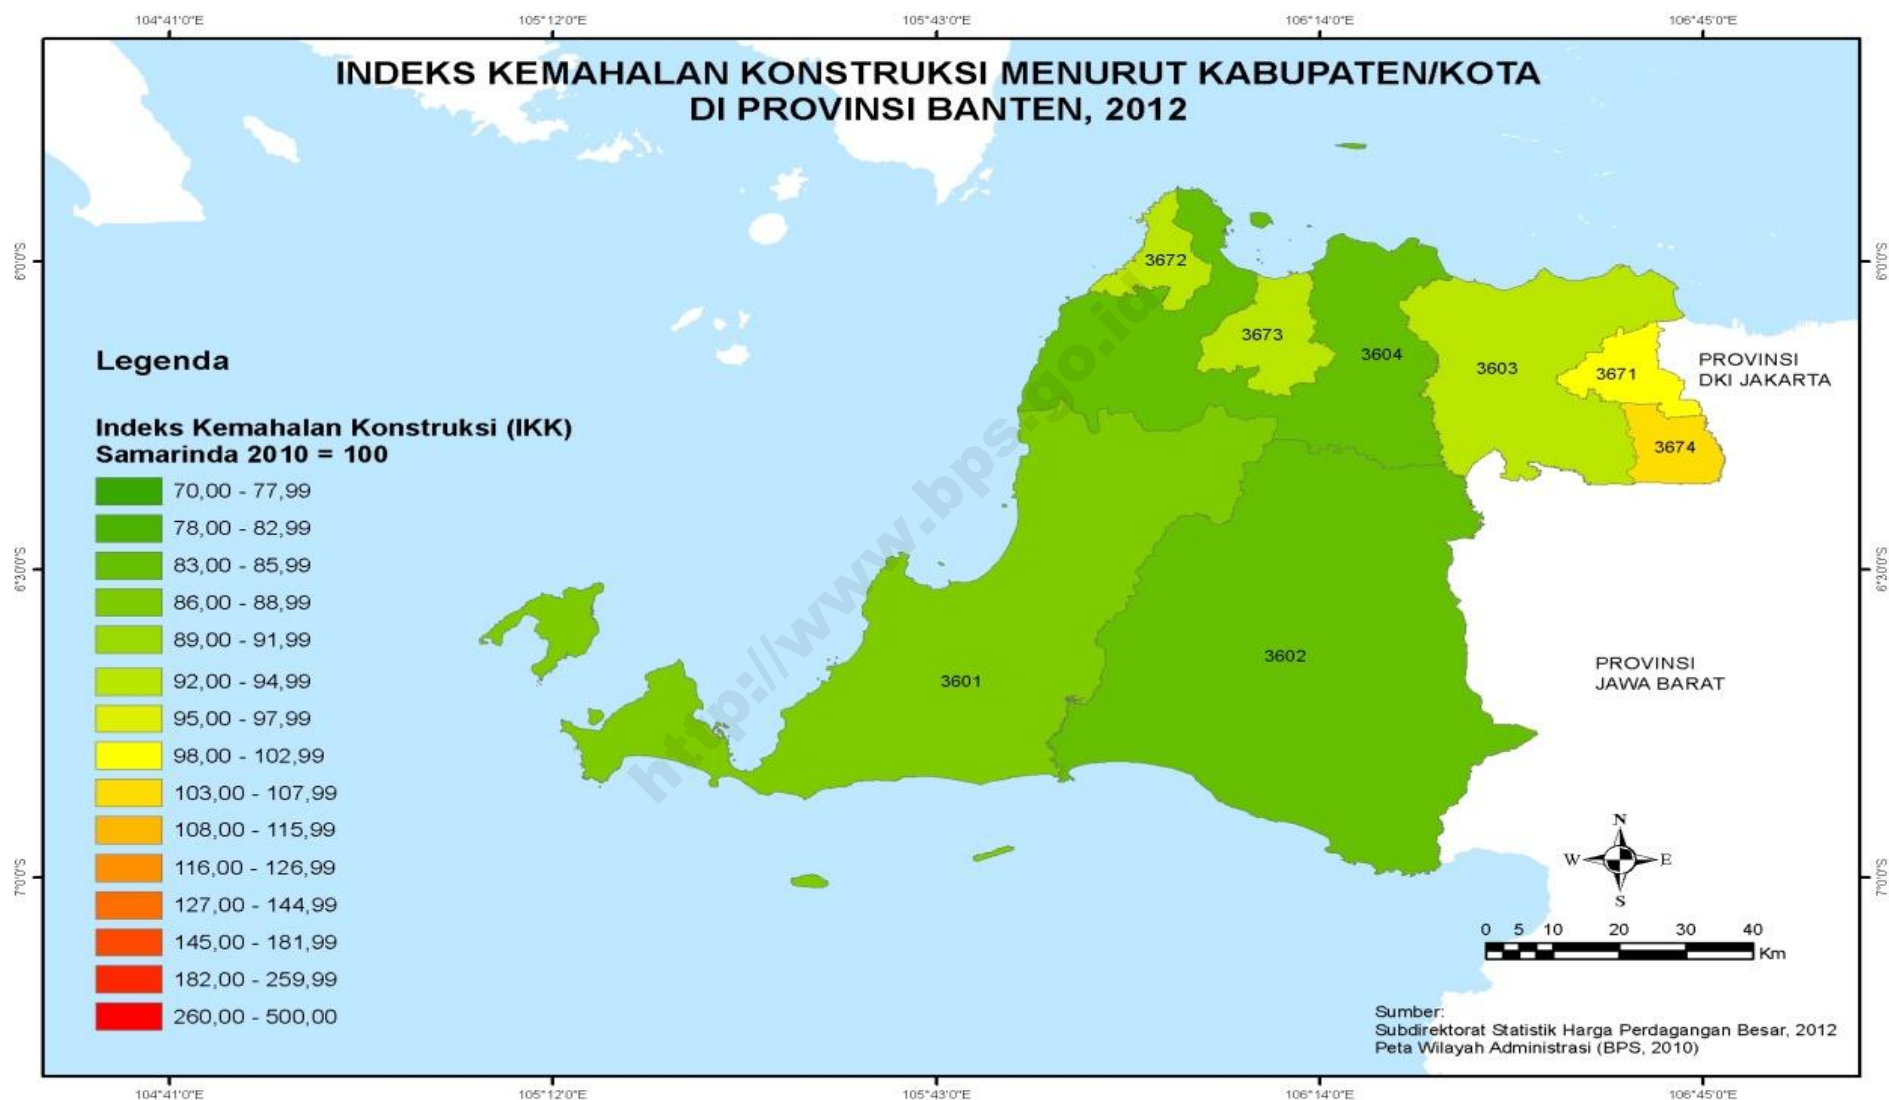 104°41'0"E 105°12'0"E 105°43'0"E 106°14'0"E 106°45'0"E
INDEKS KEMAHALAN KONSTRUKSI MENURUT KABUPATEN/KOTA
DI PROVINSI BANTEN, 2012
6°0'0"S
6°0'0"S
3672
3673
3604
3603
3671
3674
PROVINSI
DKI JAKARTA
Legenda
Indeks Kemahalan Konstruksi (IKK)
Samarinda 2010 = 100
70,00 - 77,99
78,00 - 82,99
83,00 - 85,99
86,00 - 88,99
89,00 - 91,99
92,00 - 94,99
95,00 - 97,99
98,00 - 102,99
103,00 - 107,99
108,00 - 115,99
116,00 - 126,99
127,00 - 144,99
145,00 - 181,99
182,00 - 259,99
260,00 - 500,00
6°30'0"S
6°30'0"S
3601
3602
PROVINSI
JAWA BARAT
http://www.bps.go.id
N
W E
S
7°0'0"S
7°0'0"S
0 5 10 20 30 40
Km
Sumber:
Subdirektorat Statistik Harga Perdagangan Besar, 2012
Peta Wilayah Administrasi (BPS, 2010)
104°41'0"E 105°12'0"E 105°43'0"E 106°14'0"E 106°45'0"E